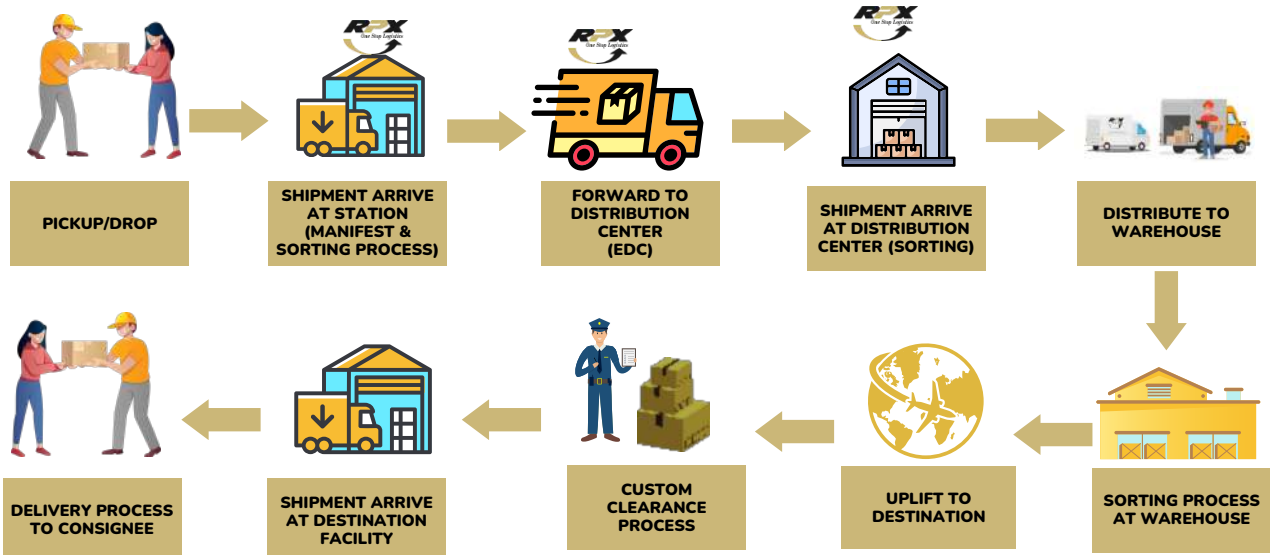 RPX
One Stop Logistics
RPX
One Stop Logistics
RPX
One Stop Logistics
PICKUP/DROP
SHIPMENT ARRIVE
AT STATION
(MANIFEST &
SORTING PROCESS)
FORWARD TO
DISTRIBUTION
CENTER
(EDC)
SHIPMENT ARRIVE
AT DISTRIBUTION
CENTER (SORTING)
DISTRIBUTE TO
WAREHOUSE
DELIVERY PROCESS
TO CONSIGNEE
SHIPMENT ARRIVE
AT DESTINATION
FACILITY
CUSTOM
CLEARANCE
PROCESS
UPLIFT TO
DESTINATION
SORTING PROCESS
AT WAREHOUSE